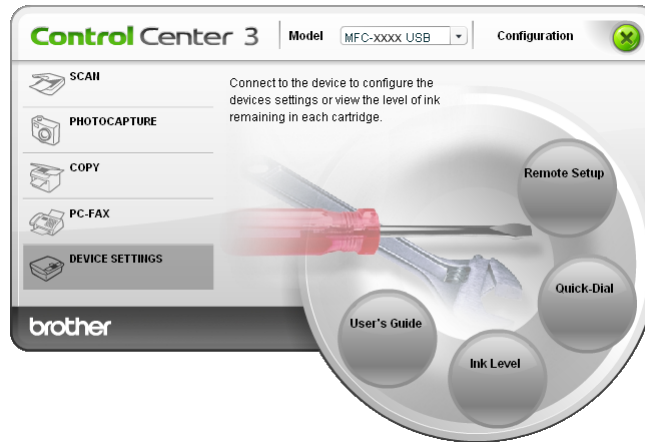 Control Center 3
Model
MFC-XXXX USB
Configuration
SCAN
PHOTOCAPTURE
COPY
PC-FAX
DEVICE SETTINGS
Connect to the device to configure the
devices settings or view the level of ink
remaining in each cartridge.
Remote Setup
Quick-Dial
User's Guide
Ink Level
brother